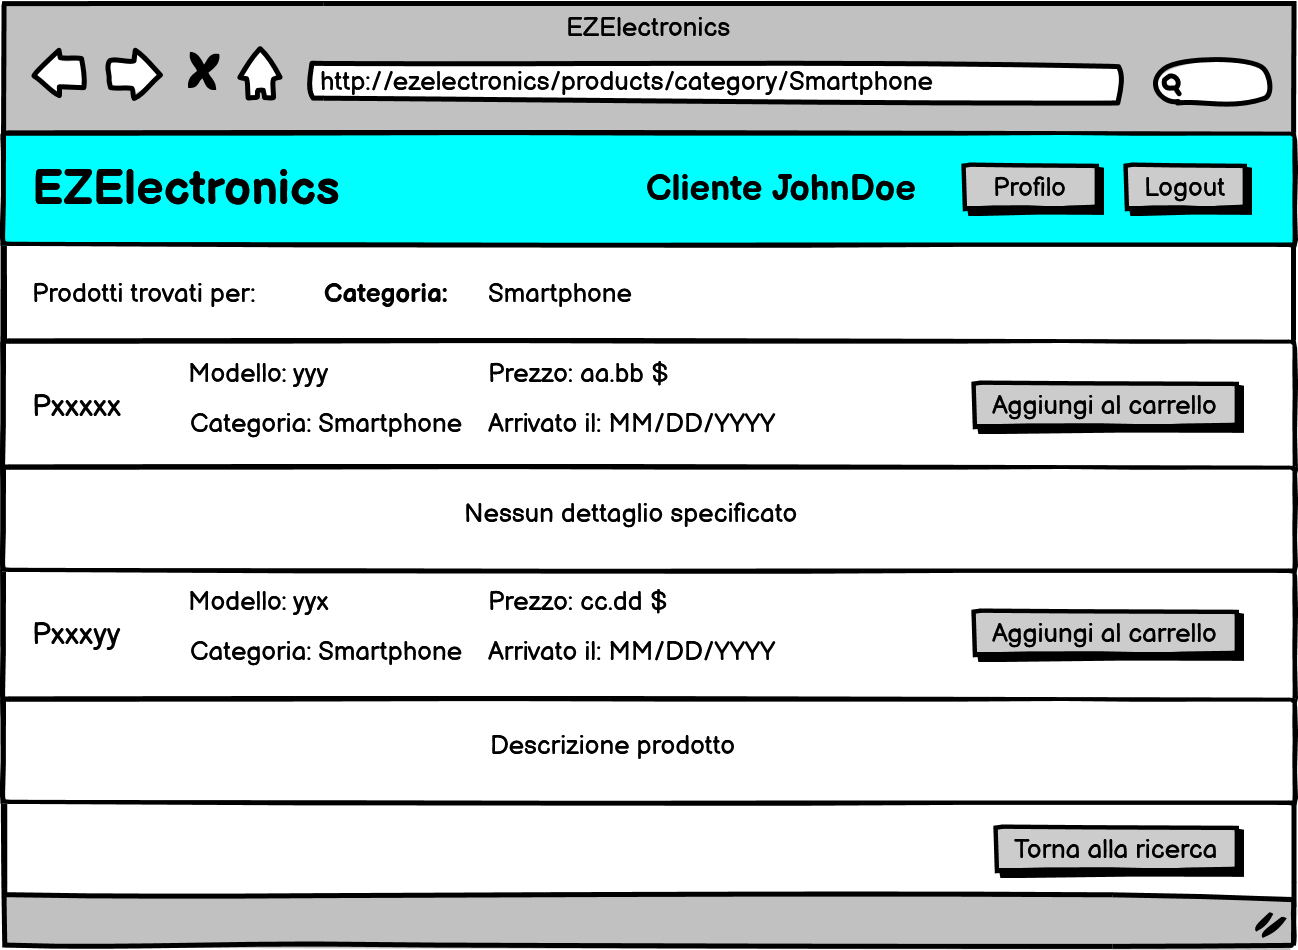 EZElectronics
http://ezelectronics/products/category/Smartphone
EZElectronics
Cliente JohnDoe
Profilo
Logout
Prodotti trovati per:
Categoria:
Smartphone
Pxxxxx
Modello: yyy
Prezzo: aa.bb $
Categoria: Smartphone
Arrivato il: MM/DD/YYYY
Aggiungi al carrello
Nessun dettaglio specificato
Pxxxyy
Modello: yyx
Prezzo: cc.dd $
Categoria: Smartphone
Arrivato il: MM/DD/YYYY
Aggiungi al carrello
Descrizione prodotto
Torna alla ricerca